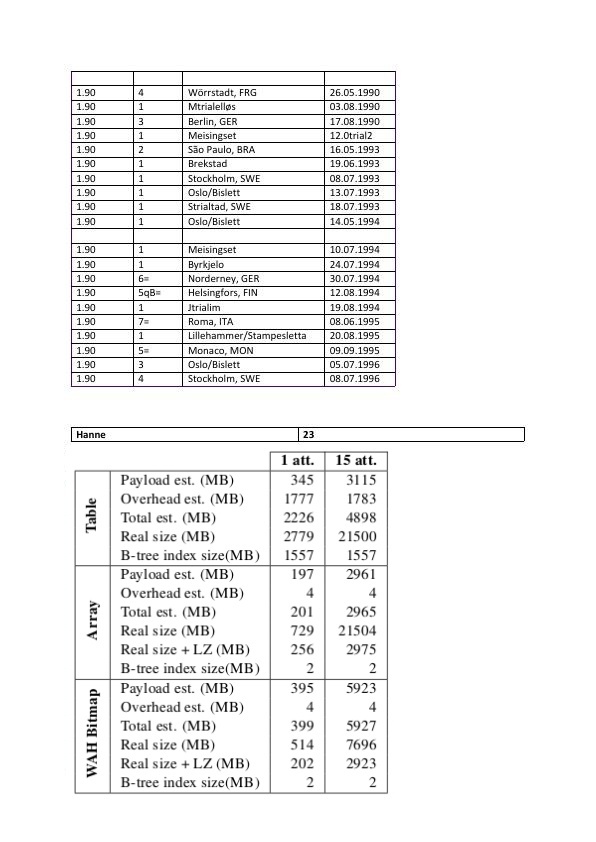 1.90 4 Wörrstadt, FRG 26.05.1990
1.90 1 Mtrialelløs 03.08.1990
1.90 3 Berlin, GER 17.08.1990
1.90 1 Meisingset 12.0trial2
1.90 2 São Paulo, BRA 16.05.1993
1.90 1 Brekstad 19.06.1993
1.90 1 Stockholm, SWE 08.07.1993
1.90 1 Oslo/Bislett 13.07.1993
1.90 1 Strialtad, SWE 18.07.1993
1.90 1 Oslo/Bislett 14.05.1994
1.90 1 Meisingset 10.07.1994
1.90 1 Byrkjelo 24.07.1994
1.90 6= Norderney, GER 30.07.1994
1.90 5qB= Helsingfors, FIN 12.08.1994
1.90 1 Jtrialim 19.08.1994
1.90 7= Roma, ITA 08.06.1995
1.90 1 Lillehammer/Stampesletta 20.08.1995
1.90 5= Monaco, MON 09.09.1995
1.90 3 Oslo/Bislett 05.07.1996
1.90 4 Stockholm, SWE 08.07.1996
Hanne 23
1 att. 15 att.
Table
Payload est. (MB) 345 3115
Overhead est. (MB) 1777 1783
Total est. (MB) 2226 4898
Real size (MB) 2779 21500
B-tree index size(MB) 1557 1557
Array
Payload est. (MB) 197 2961
Overhead est. (MB) 4 4
Total est. (MB) 201 2965
Real size (MB) 729 21504
Real size + LZ (MB) 256 2975
B-tree index size(MB) 2 2
WAH Bitmap
Payload est. (MB) 395 5923
Overhead est. (MB) 4 4
Total est. (MB) 399 5927
Real size (MB) 514 7696
Real size + LZ (MB) 202 2923
B-tree index size(MB) 2 2